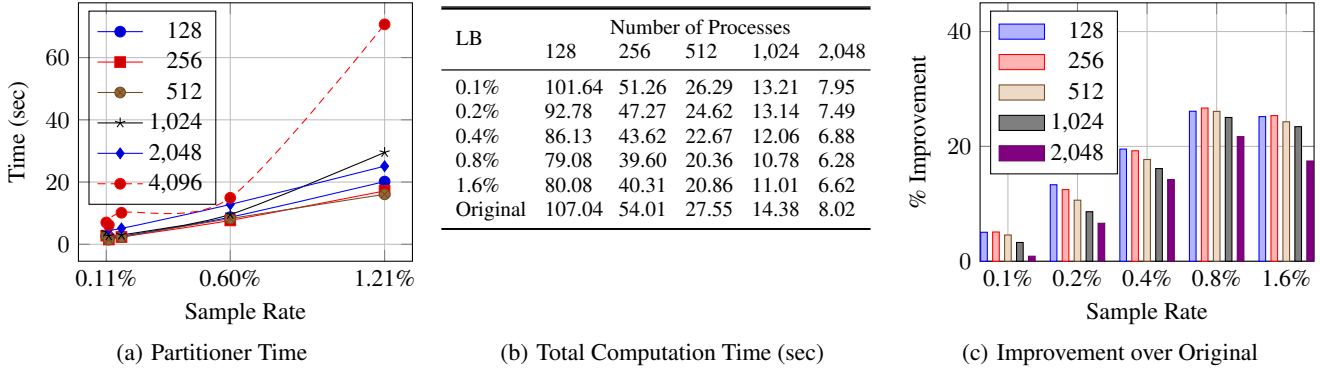 60
40
20
0
Time (sec)
0.11%
0.60%
1.21%
Sample Rate
128
256
512
1,024
2,048
4,096
(a) Partitioner Time
LB Number of Processes
128 256 512 1,024 2,048
0.1% 101.64 51.26 26.29 13.21 7.95
0.2% 92.78 47.27 24.62 13.14 7.49
0.4% 86.13 43.62 22.67 12.06 6.88
0.8% 79.08 39.60 20.36 10.78 6.28
1.6% 80.08 40.31 20.86 11.01 6.62
Original 107.04 54.01 27.55 14.38 8.02
(b) Total Computation Time (sec)
40
20
0
% Improvement
128
256
512
1,024
2,048
0.1% 0.2% 0.4% 0.8% 1.6%
Sample Rate
(c) Improvement over Original